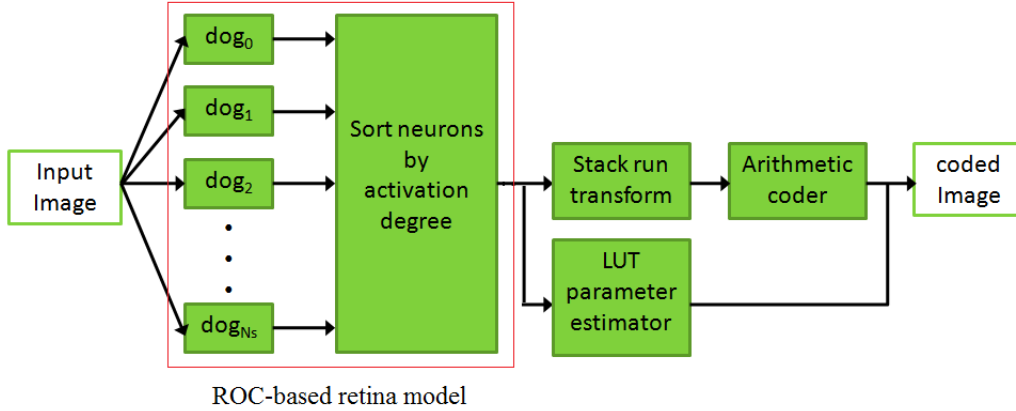 Input
Image
dog0
dog1
dog2
dogNs
Sort neurons
by
activation
degree
Stack run
transform
Arithmetic
coder
LUT
parameter
estimator
coded
Image
ROC-based retina model